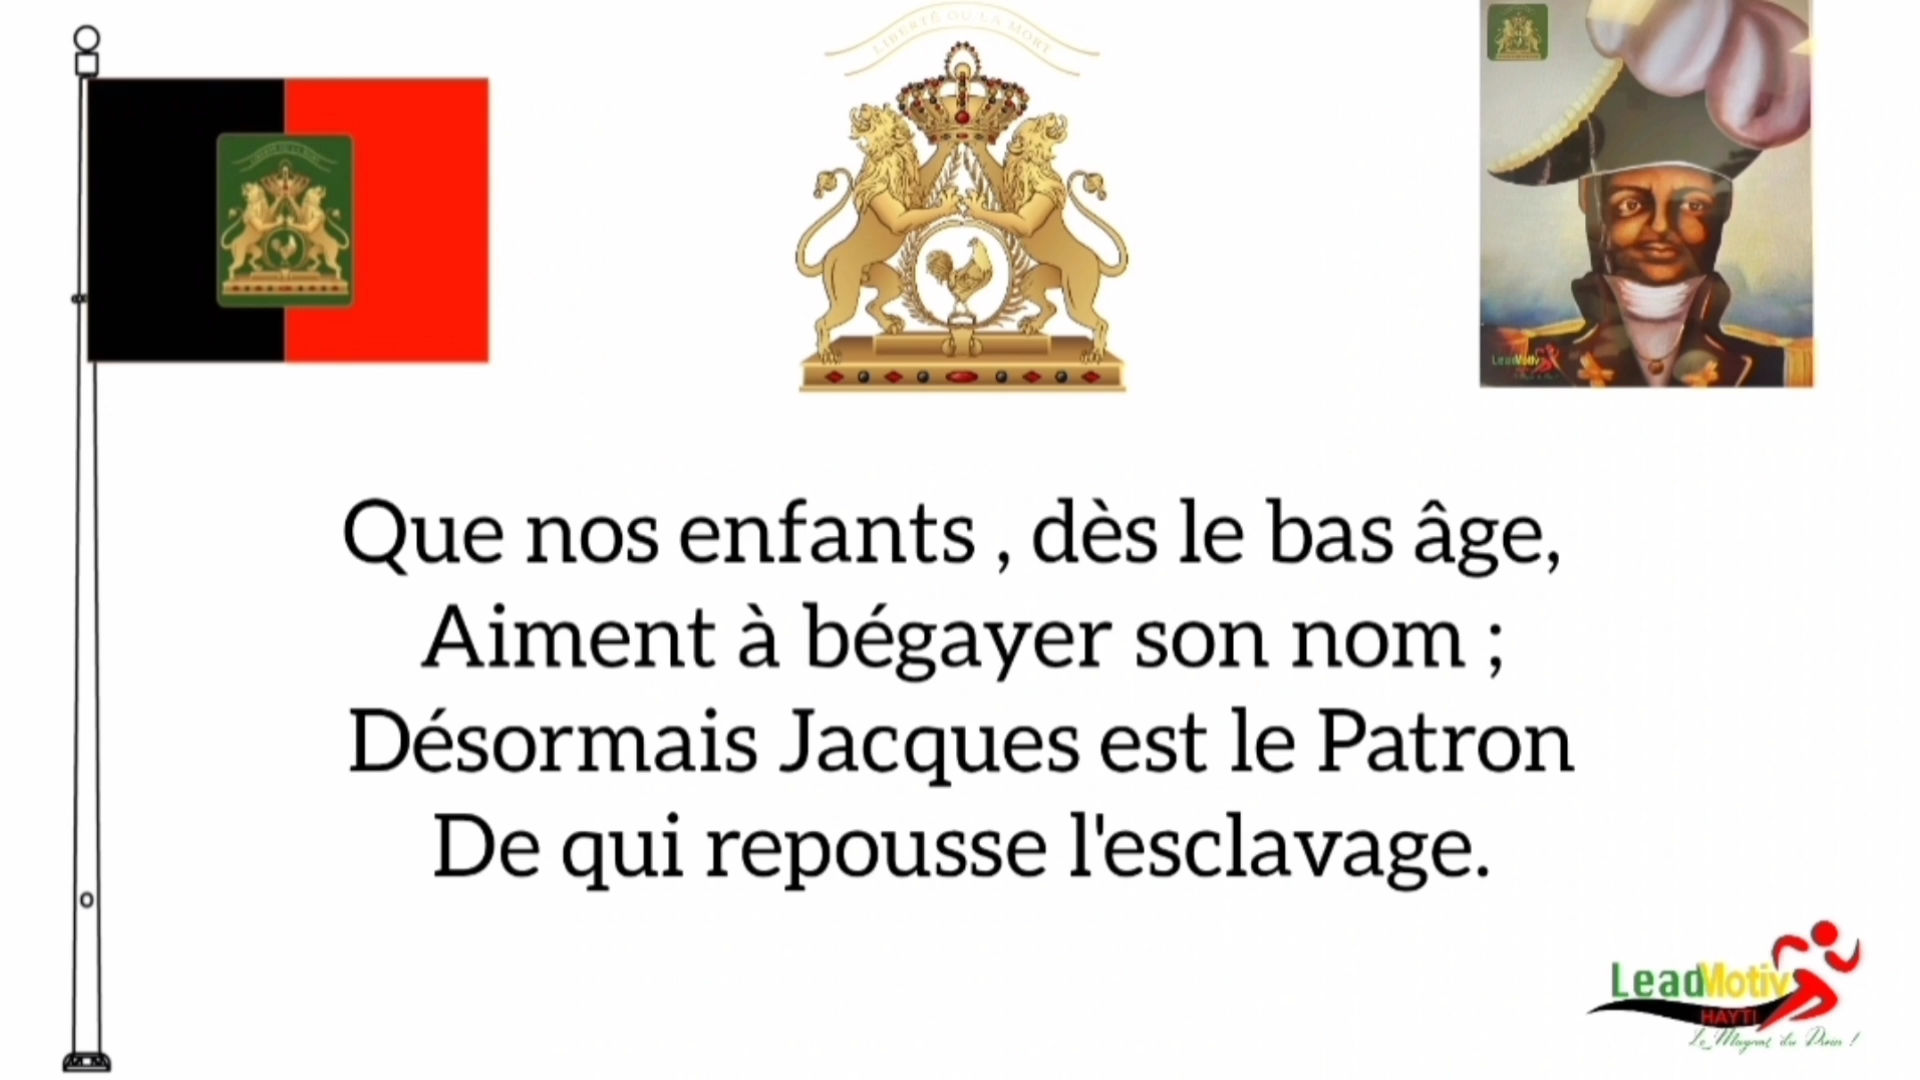 LIBERTÉ OU LA MORT
Que nos enfants , dès le bas âge,
Aiment à bégayer son nom ;
Désormais Jacques est le Patron
De qui repousse l'esclavage.
LeadMotiv
HAYTI
LeadMotiv